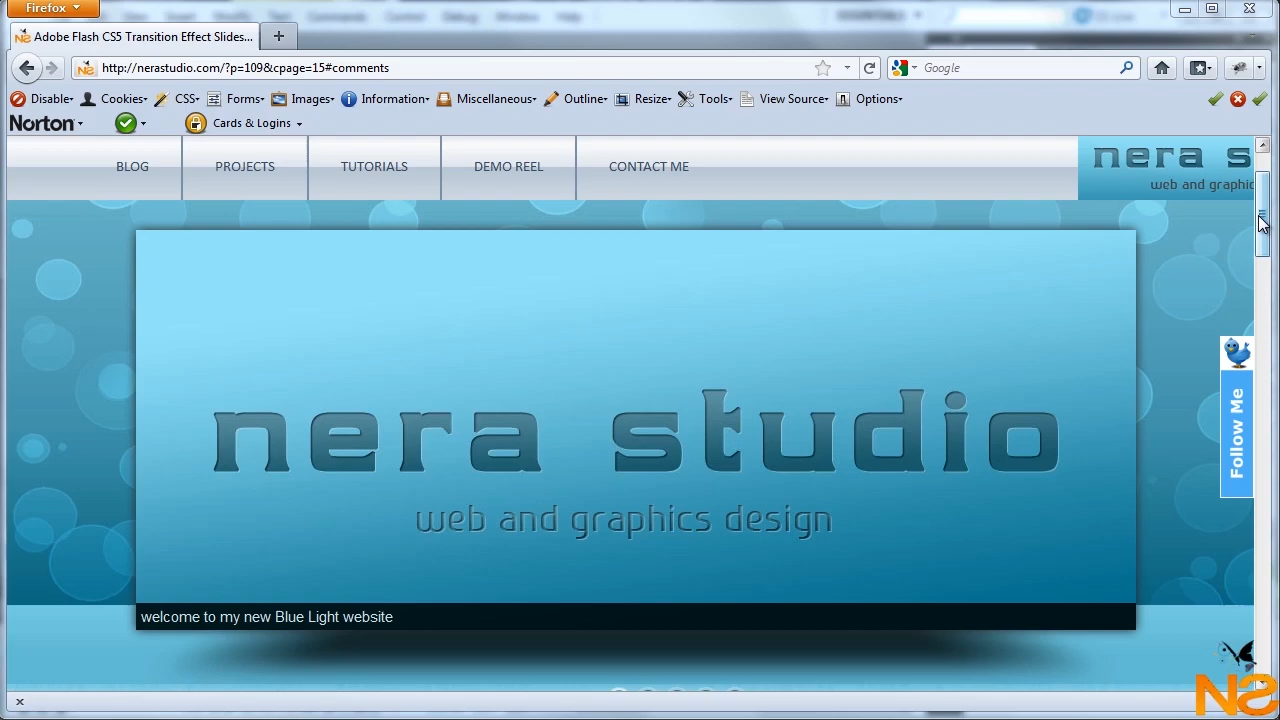 Firefox
Adobe Flash CS5 Transition Effect Slides...
http://nerastudio.com/?p=109&cpage=15#comments
Google
Disable
Cookies
CSS
Forms
Images
Information
Miscellaneous
Outline
Resize
Tools
View Source
Options
Norton
Cards & Logins
BLOG
PROJECTS
TUTORIALS
DEMO REEL
CONTACT ME
nera s
web and graphic
nera studio
web and graphics design
Follow Me
welcome to my new Blue Light website
NS